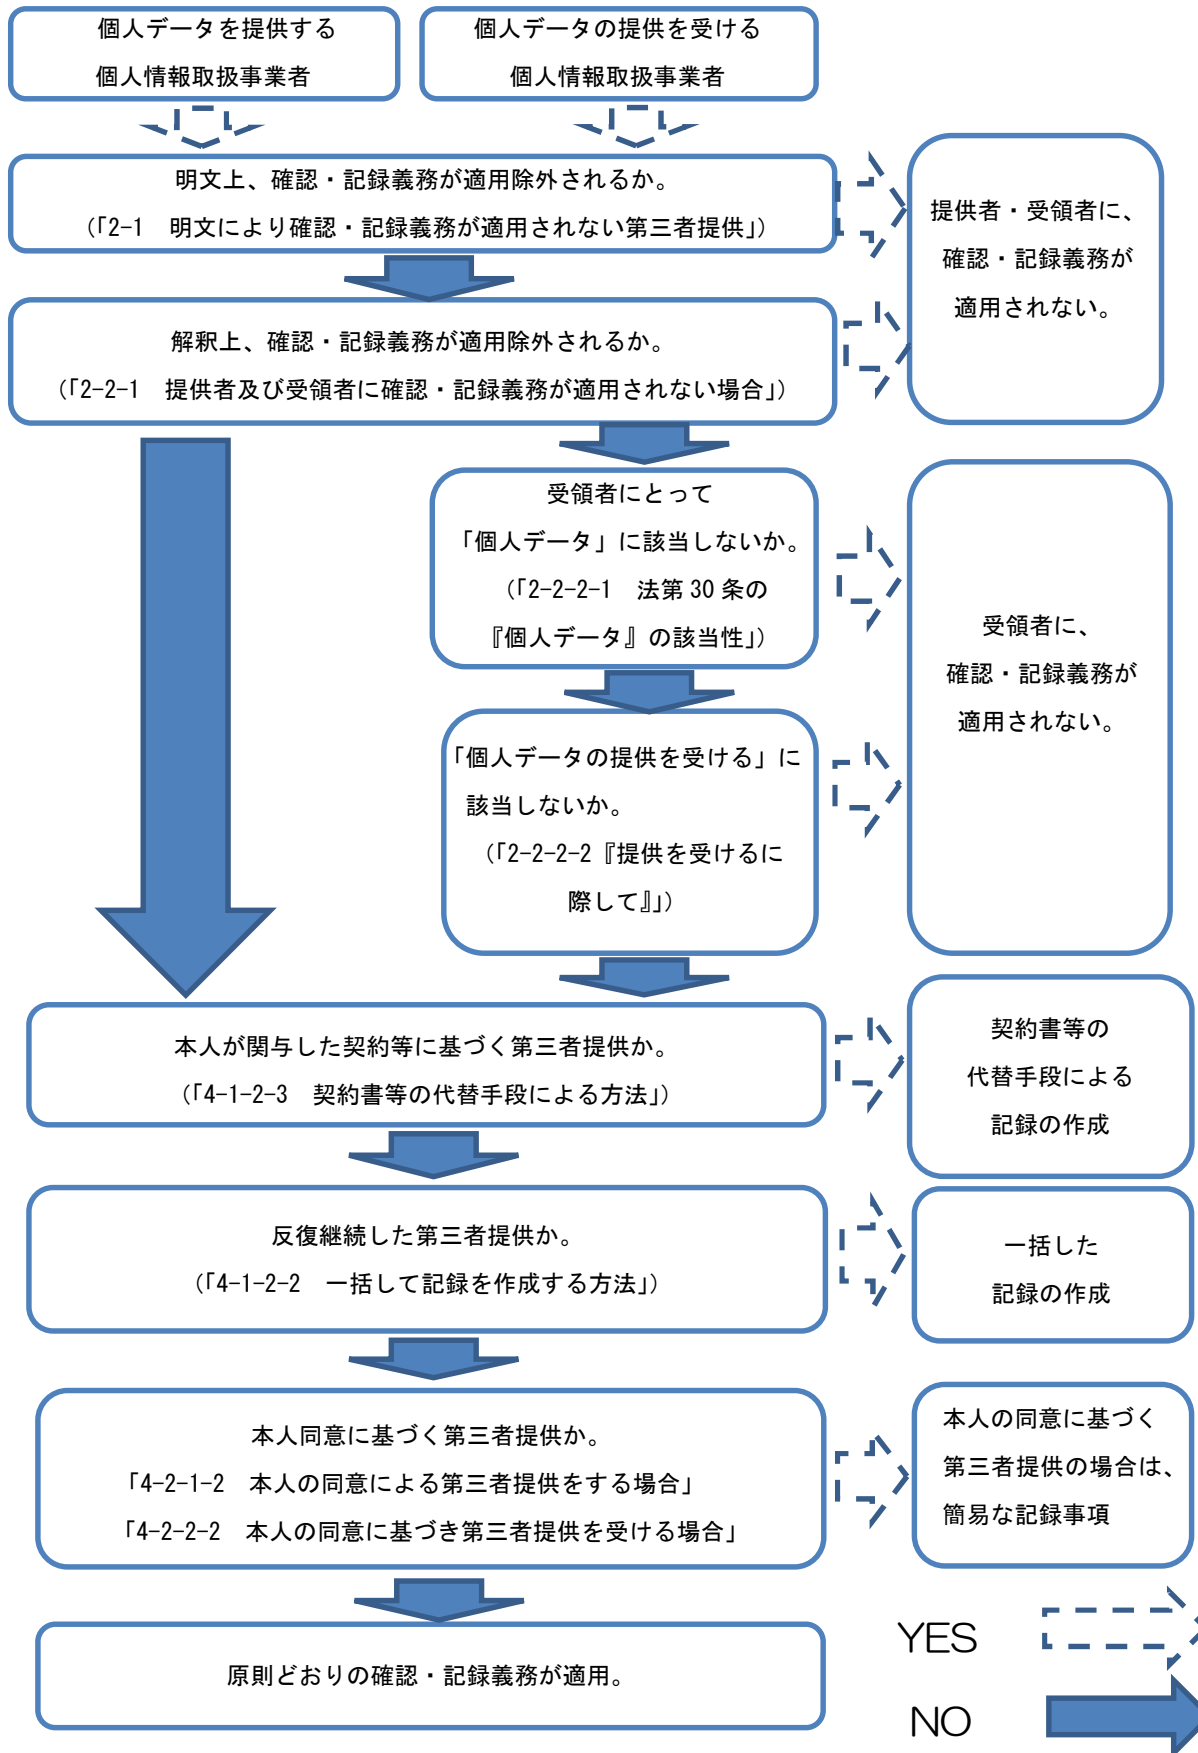 個人データを提供する
個人情報取扱事業者
個人データの提供を受ける
個人情報取扱事業者
明文上、確認・記録義務が適用除外されるか。
(「2-1　明文により確認・記録義務が適用されない第三者提供」)
提供者・受領者に、
確認・記録義務が
適用されない。
解釈上、確認・記録義務が適用除外されるか。
(「2-2-1　提供者及び受領者に確認・記録義務が適用されない場合」)
受領者にとって
「個人データ」に該当しないか。
(「2-2-2-1　法第 30 条の
『個人データ』の該当性」)
受領者に、
確認・記録義務が
適用されない。
「個人データの提供を受ける」に
該当しないか。
(「2-2-2-2『提供を受けるに
際して』」)
本人が関与した契約等に基づく第三者提供か。
(「4-1-2-3　契約書等の代替手段による方法」)
契約書等の
代替手段による
記録の作成
反復継続した第三者提供か。
(「4-1-2-2　一括して記録を作成する方法」)
一括した
記録の作成
本人同意に基づく第三者提供か。
「4-2-1-2　本人の同意による第三者提供をする場合」
「4-2-2-2　本人の同意に基づき第三者提供を受ける場合」
本人の同意に基づく
第三者提供の場合は、
簡易な記録事項
原則どおりの確認・記録義務が適用。
YES
NO